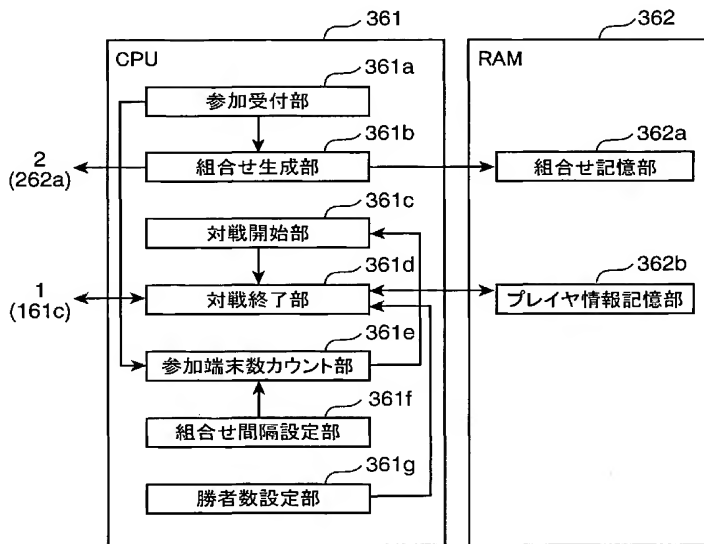 361
362
CPU
RAM
361a
参加受付部
361b
362a
2
(262a)
組合せ生成部
組合せ記憶部
361c
対戦開始部
361d
362b
1
(161c)
対戦終了部
プレイヤ情報記憶部
361e
参加端末数カウント部
361f
組合せ間隔設定部
361g
勝者数設定部